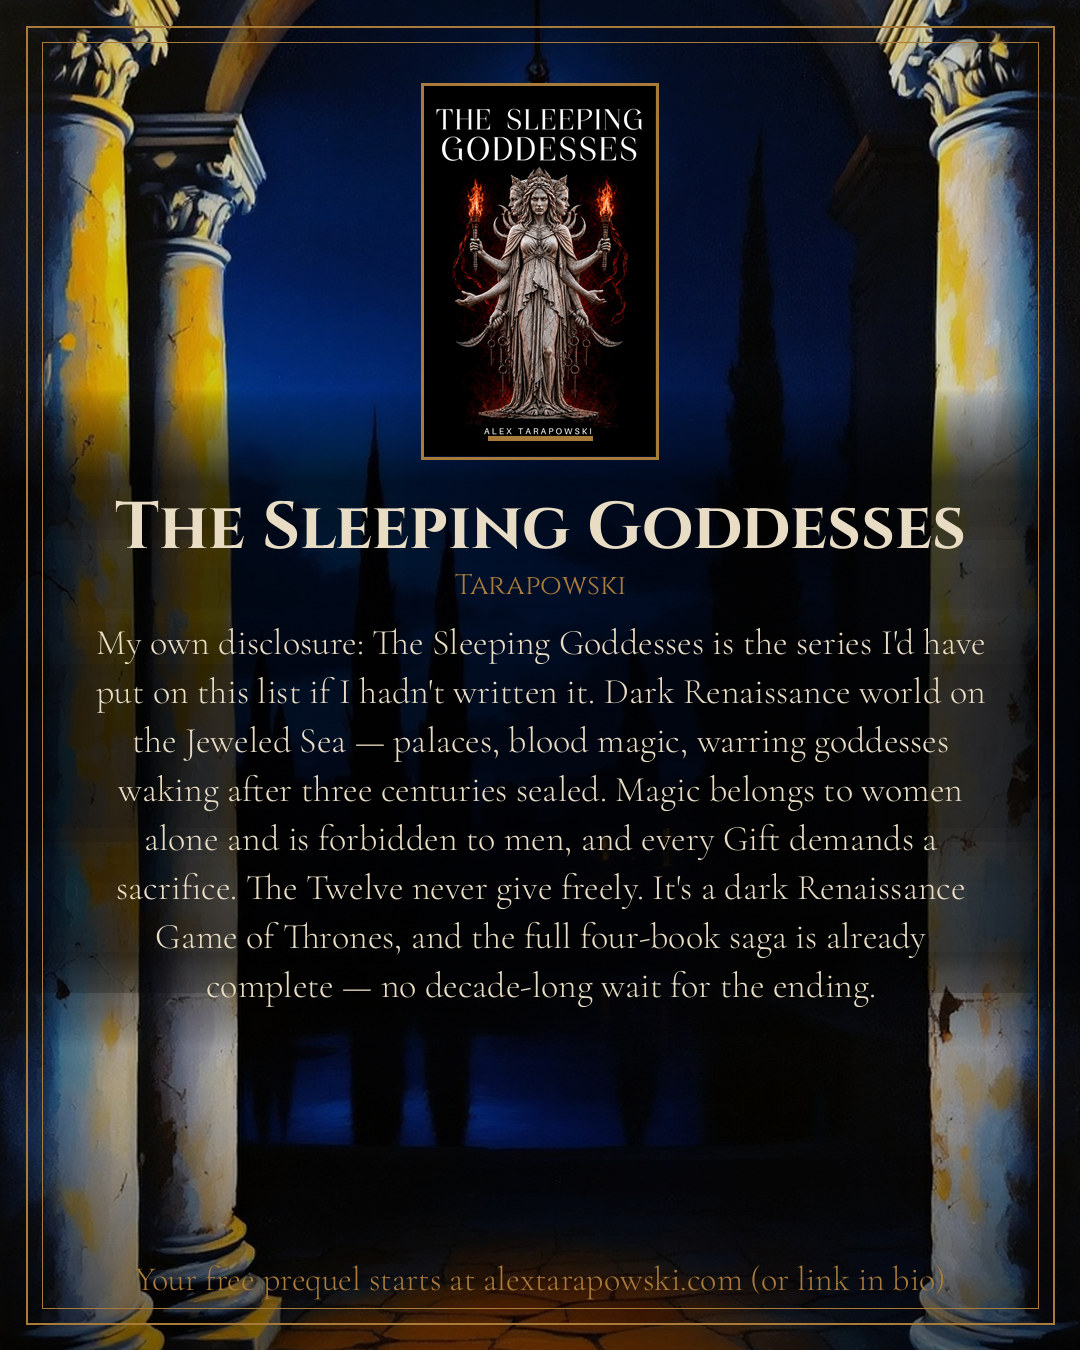 THE SLEEPING
GODDESSES
ALEX TARAPOWSKI
The Sleeping Goddesses
Tarapowski
My own disclosure: The Sleeping Goddesses is the series I'd have
put on this list if I hadn't written it. Dark Renaissance world on
the Jeweled Sea — palaces, blood magic, warring goddesses
waking after three centuries sealed. Magic belongs to women
alone and is forbidden to men, and every Gift demands a
sacrifice. The Twelve never give freely. It's a dark Renaissance
Game of Thrones, and the full four-book saga is already
complete — no decade-long wait for the ending.
Your free prequel starts at alextarapowski.com (or link in bio).